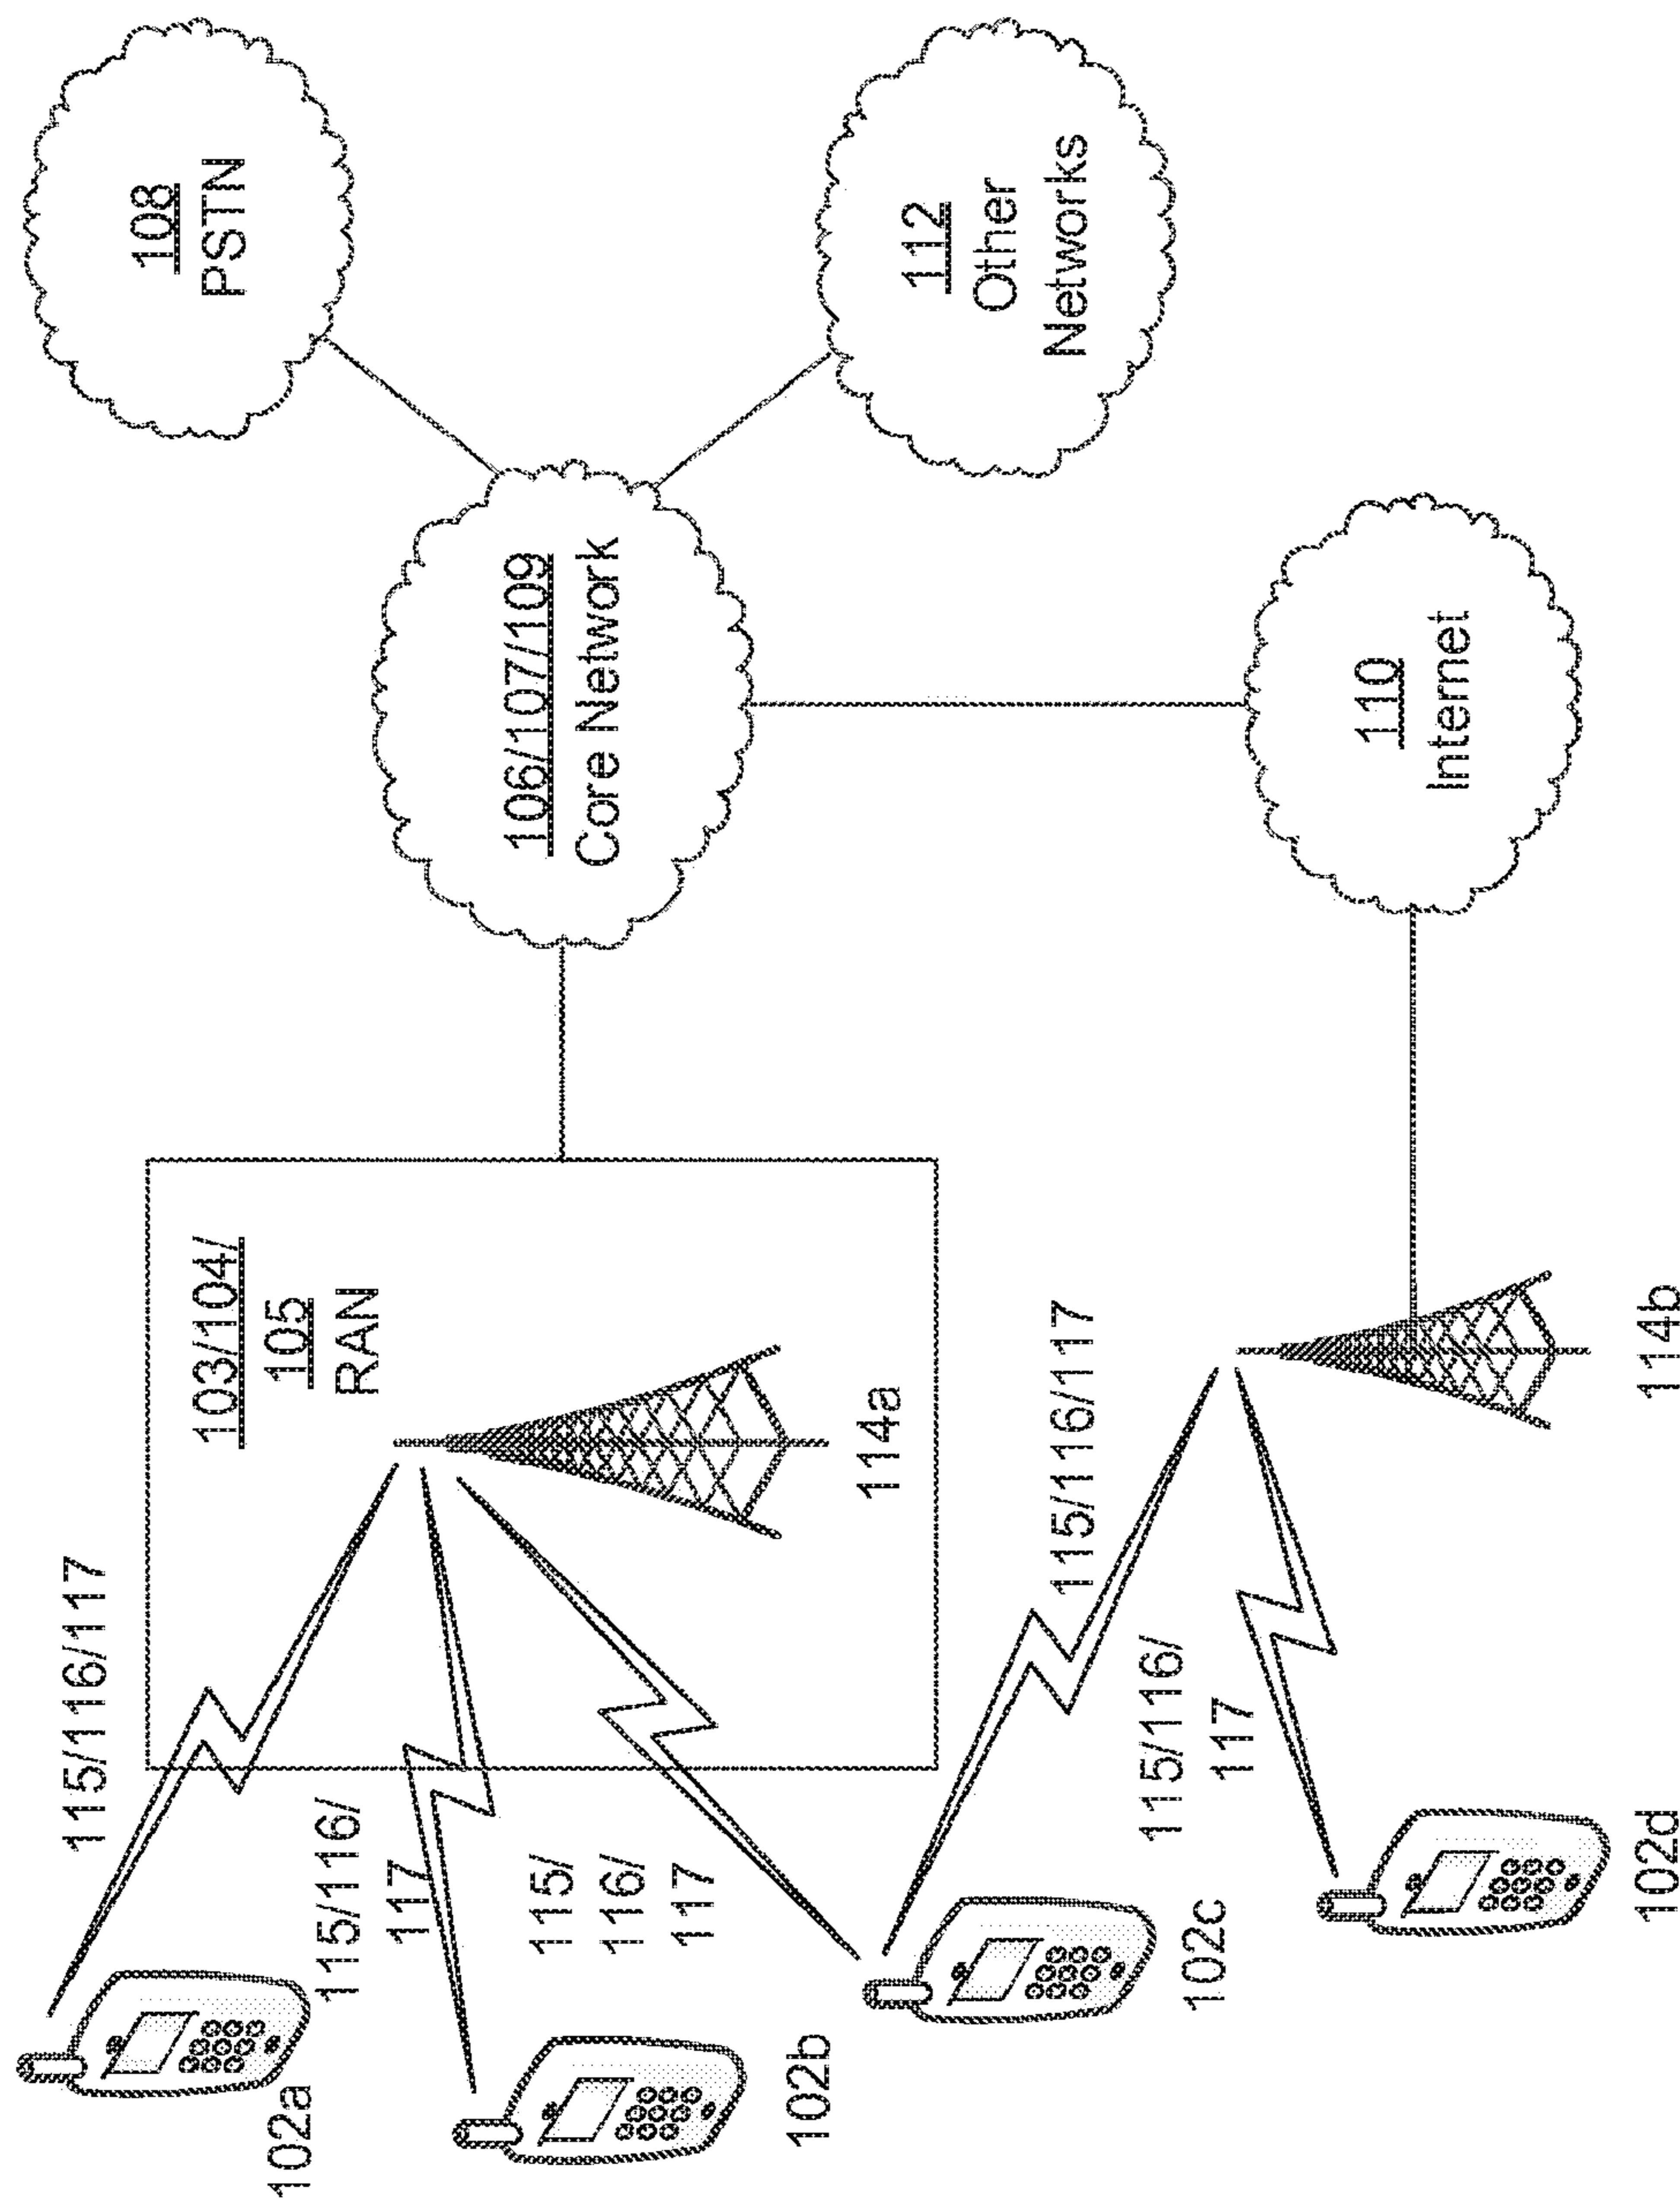 108
PSTN
106/107/109
Core Network
112
Other
Networks
110
Internet
103/104/
105
RAN
114a
114b
115/116/117
115/116/
117
115/
116/
117
115/116/117
115/116/
117
102a
102b
102c
102d